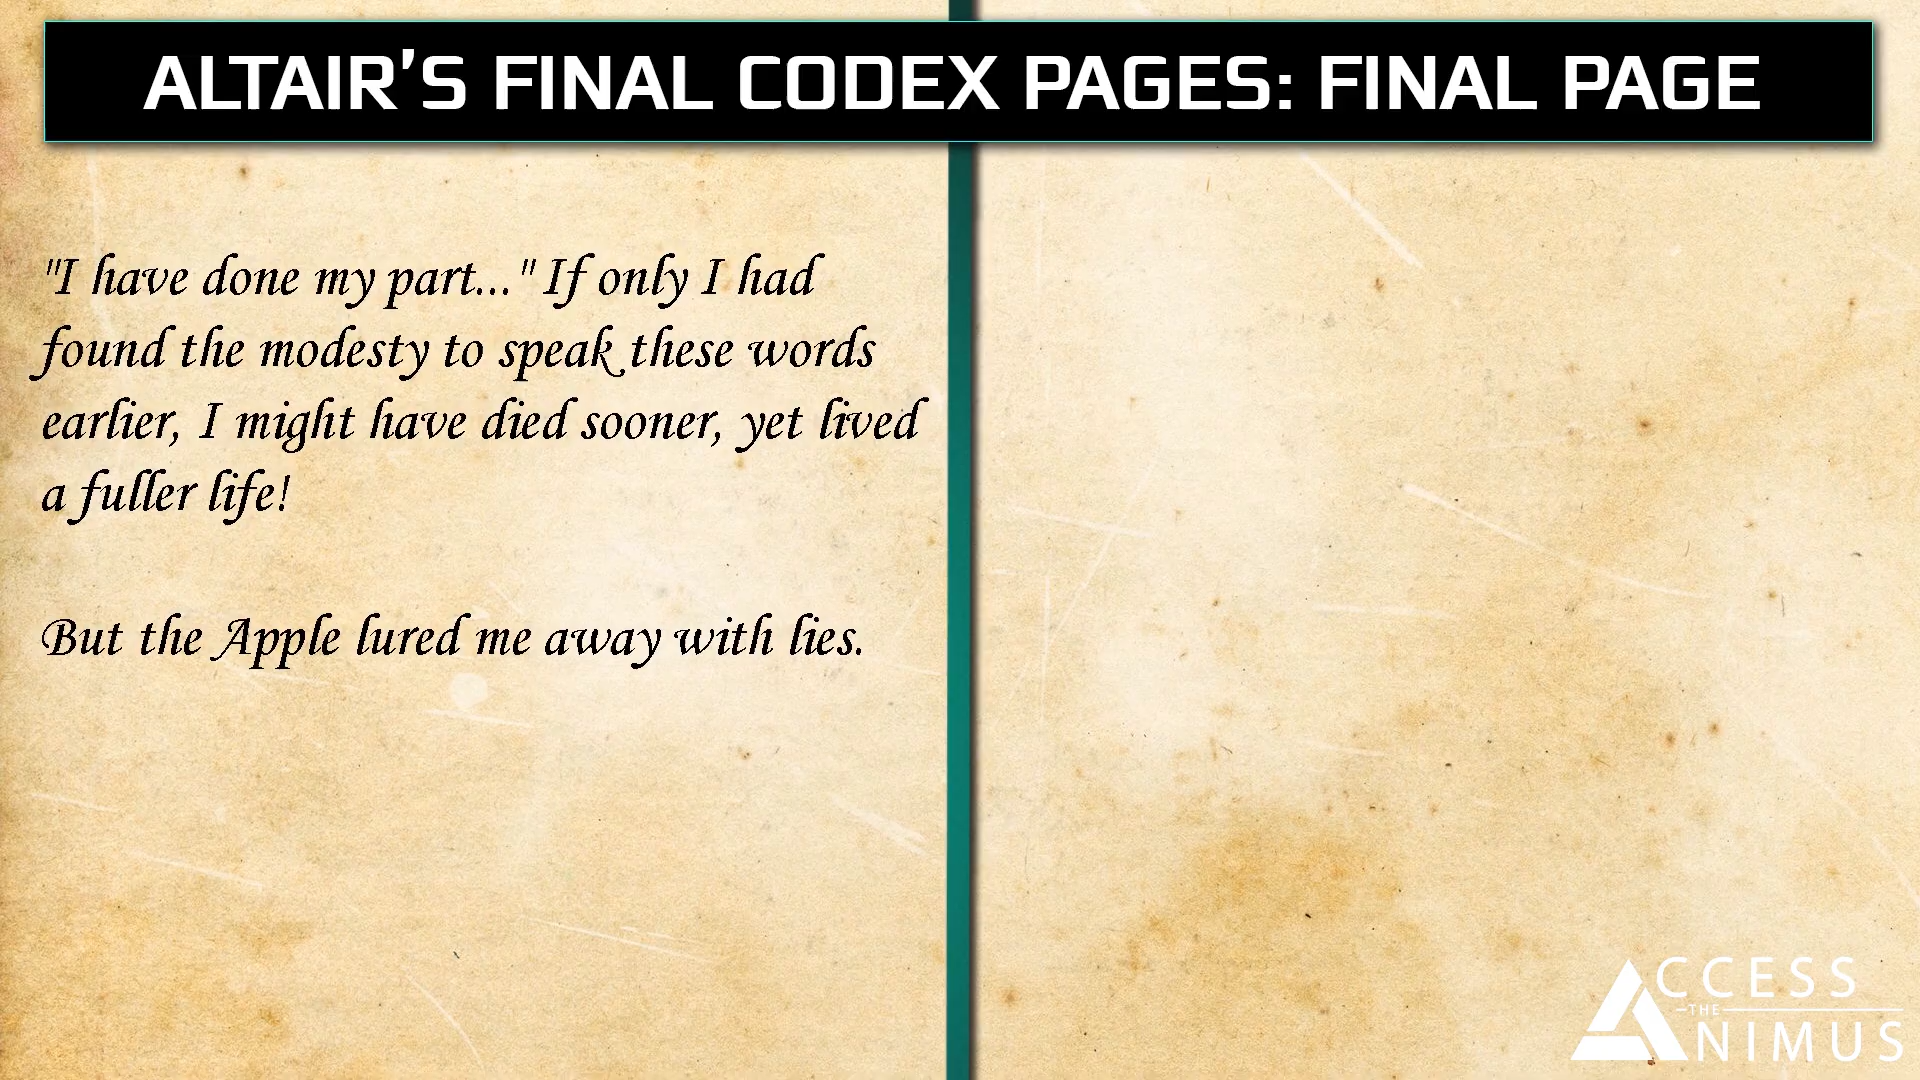 ALTAIR'S FINAL CODEX PAGES: FINAL PAGE
"I have done my part..." If only I had
found the modesty to speak these words
earlier, I might have died sooner, yet lived
a fuller life!
But the Apple lured me away with lies.
ACCESS
THE
ANIMUS